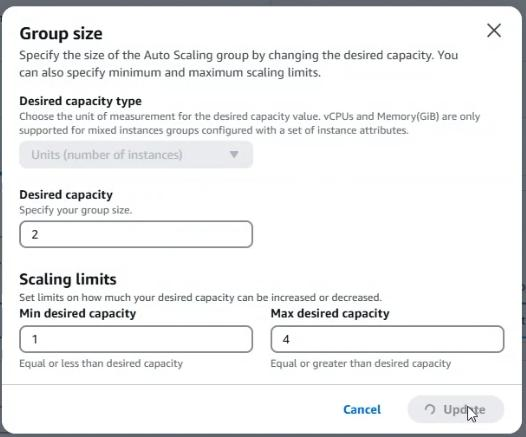 Group size
Specify the size of the Auto Scaling group by changing the desired capacity. You
can also specify minimum and maximum scaling limits.
Desired capacity type
Choose the unit of measurement for the desired capacity value. vCPUs and Memory(GiB) are only
supported for mixed instances groups configured with a set of instance attributes.
Units (number of instances)
Desired capacity
Specify your group size.
2
Scaling limits
Set limits on how much your desired capacity can be increased or decreased.
Min desired capacity
Max desired capacity
1
4
Equal or less than desired capacity
Equal or greater than desired capacity
Cancel
Update